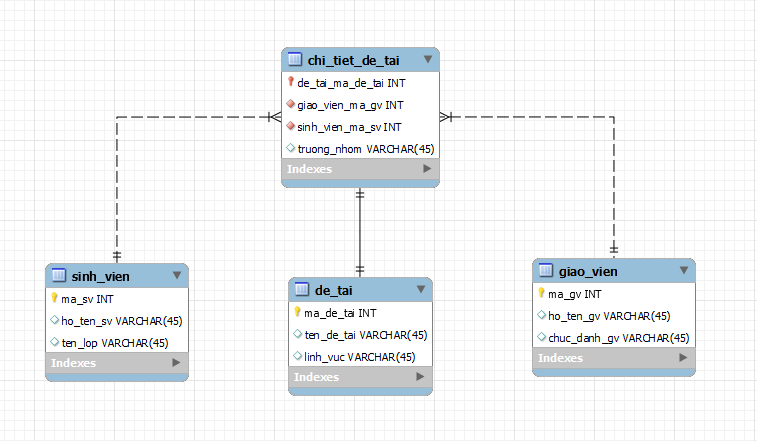 chi_tiet_de_tai
de_tai_ma_de_tai INT
giao_vien_ma_gv INT
sinh_vien_ma_sv INT
truong_nhom VARCHAR(45)
Indexes
sinh_vien
ma_sv INT
ho_ten_sv VARCHAR(45)
ten_lop VARCHAR(45)
Indexes
de_tai
ma_de_tai INT
ten_de_tai VARCHAR(45)
linh_vuc VARCHAR(45)
Indexes
giao_vien
ma_gv INT
ho_ten_gv VARCHAR(45)
chuc_danh_gv VARCHAR(45)
Indexes